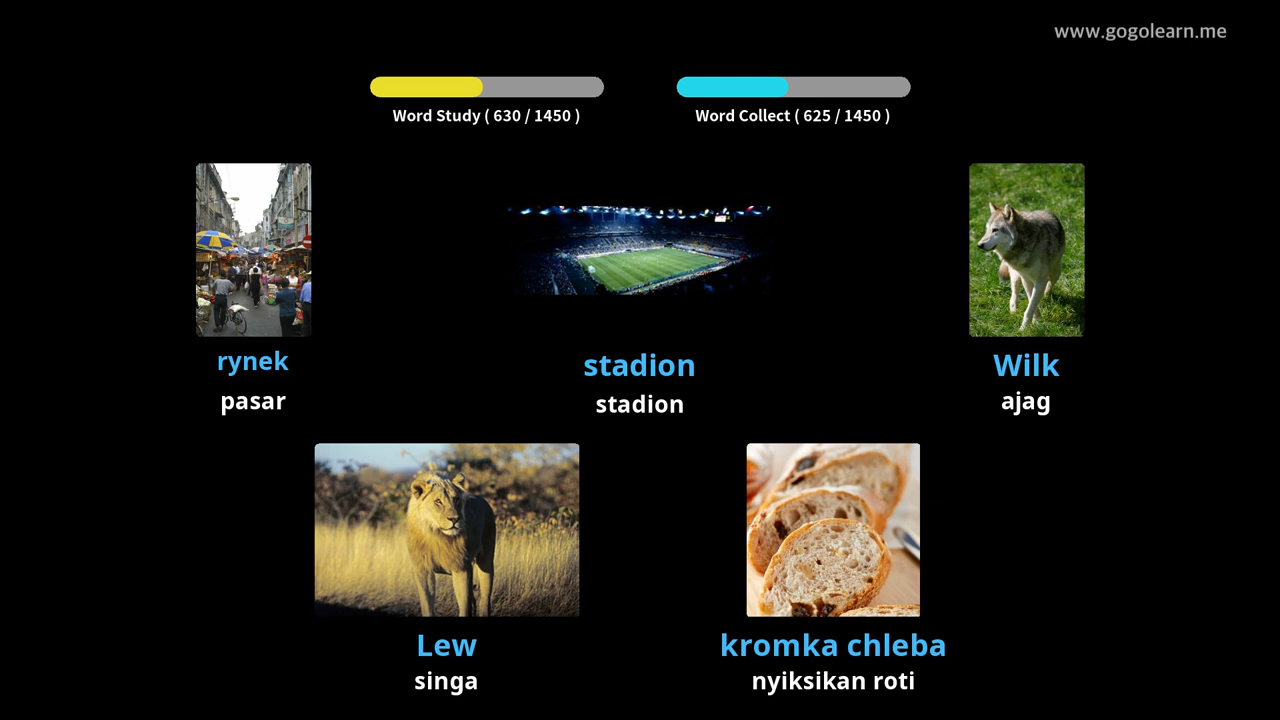 www.gogolearn.me
Word Study ( 630 / 1450 )
Word Collect ( 625 / 1450 )
rynek
pasar
stadion
stadion
Wilk
ajag
Lew
singa
kromka chleba
nyiksikan roti